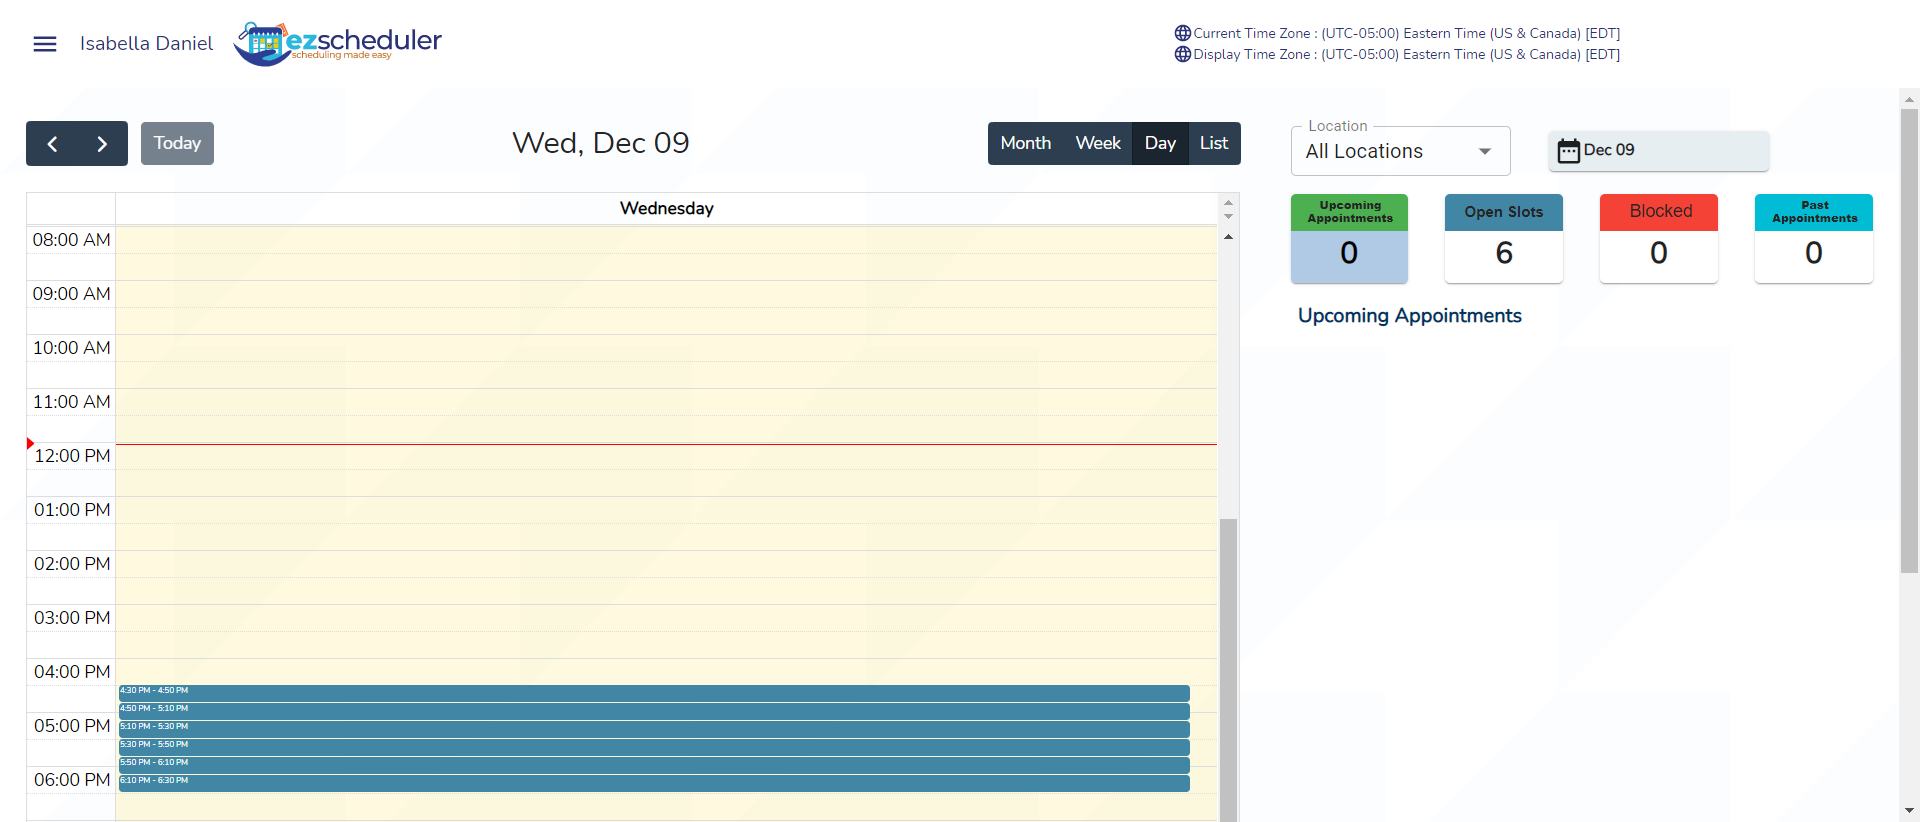 Isabella Daniel
ezscheduler
scheduling made easy
Current Time Zone : (UTC-05:00) Eastern Time (US & Canada) [EDT]
Display Time Zone : (UTC-05:00) Eastern Time (US & Canada) [EDT]
Today
Wed, Dec 09
Month Week Day List
Wednesday
08:00 AM
09:00 AM
10:00 AM
11:00 AM
12:00 PM
01:00 PM
02:00 PM
03:00 PM
04:00 PM
4:30 PM - 4:50 PM
4:50 PM - 5:10 PM
05:00 PM
5:10 PM - 5:30 PM
5:30 PM - 5:50 PM
5:50 PM - 6:10 PM
06:00 PM
6:10 PM - 6:30 PM
Location
All Locations
Dec 09
Upcoming
Appointments
0
Open Slots
6
Blocked
0
Past
Appointments
0
Upcoming Appointments